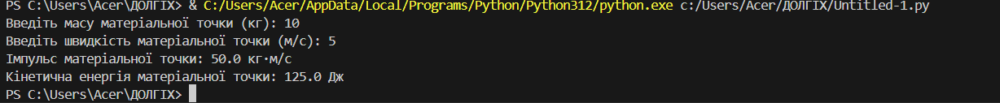 PS C:\Users\Acer\ДОЛГІХ> & C:/Users/Acer/AppData/Local/Programs/Python/Python312/python.exe c:/Users/Acer/ДОЛГІХ/Untitled-1.py
Введіть масу матеріальної точки (кг): 10
Введіть швидкість матеріальної точки (м/с): 5
Імпульс матеріальної точки: 50.0 кг·м/с
Кінетична енергія матеріальної точки: 125.0 Дж
PS C:\Users\Acer\ДОЛГІХ>